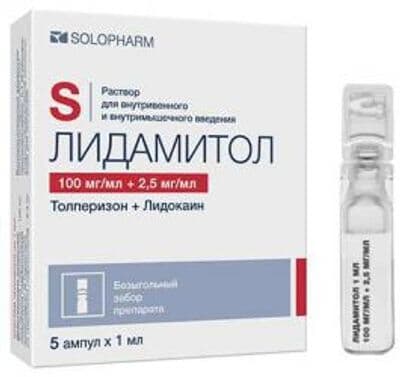 SOLOPHARM
S
Раствор
для внутривенного
и внутримышечного введения
ЛИДАМИТОЛ
100 мг/мл + 2,5 мг/мл
Толперизон + Лидокаин
Безыгольный
забор
препарата
5 ампул х 1 мл
ЛИДАМИТОЛ 1 МЛ
100 МГ/МЛ + 2,5 МГ/МЛ